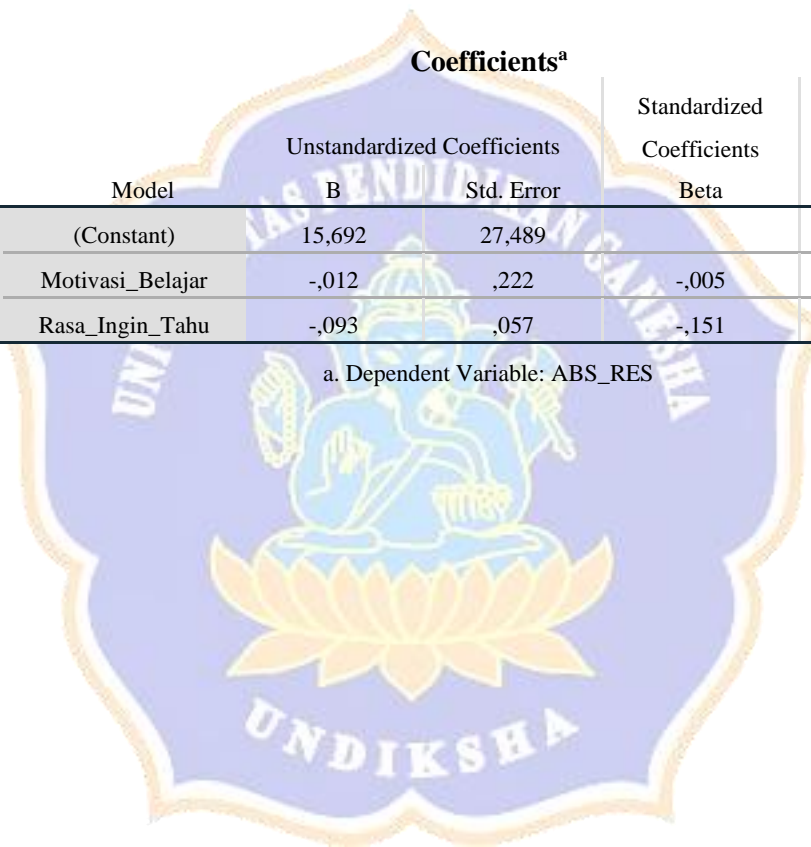 Coefficientsᵃ
Standardized
Unstandardized Coefficients Coefficients
Model B Std. Error Beta
(Constant) 15,692 27,489
Motivasi_Belajar -,012 ,222 -,005
Rasa_Ingin_Tahu -,093 ,057 -,151
a. Dependent Variable: ABS_RES
UNDIKSHA